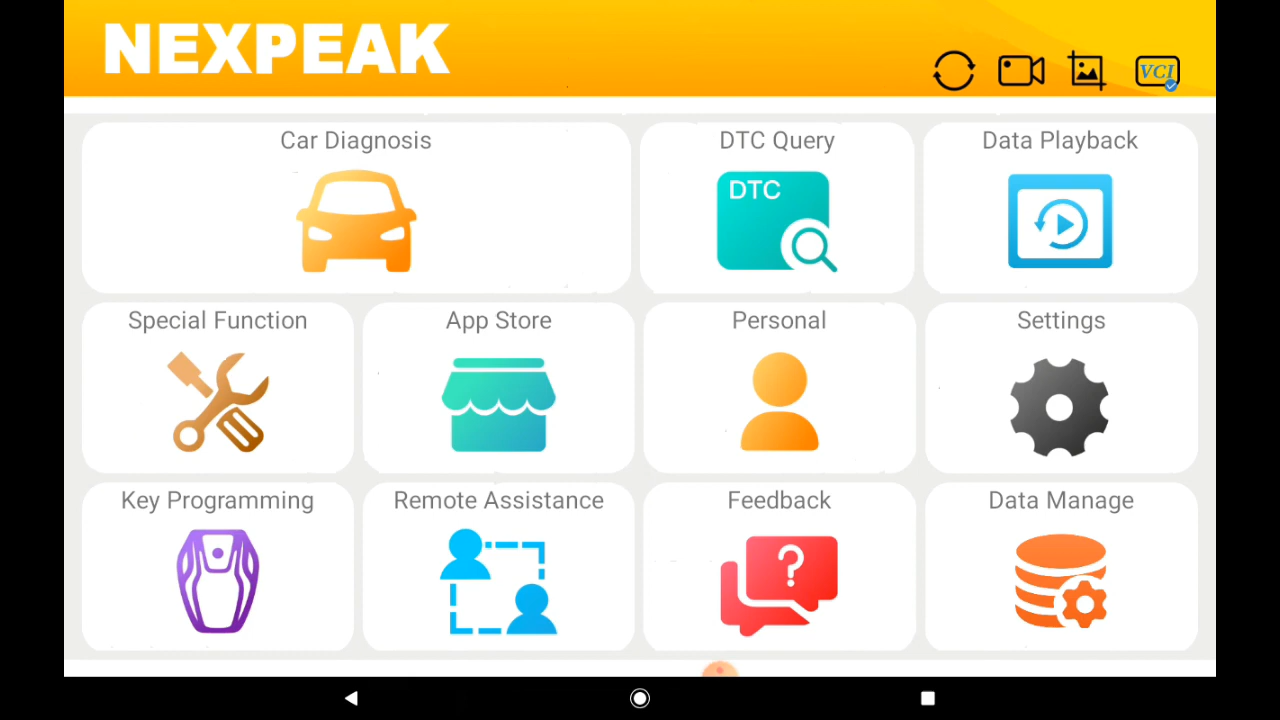 NEXPEAK
VCI
Car Diagnosis
DTC Query
Data Playback
DTC
Special Function
App Store
Personal
Settings
Key Programming
Remote Assistance
Feedback
Data Manage
?